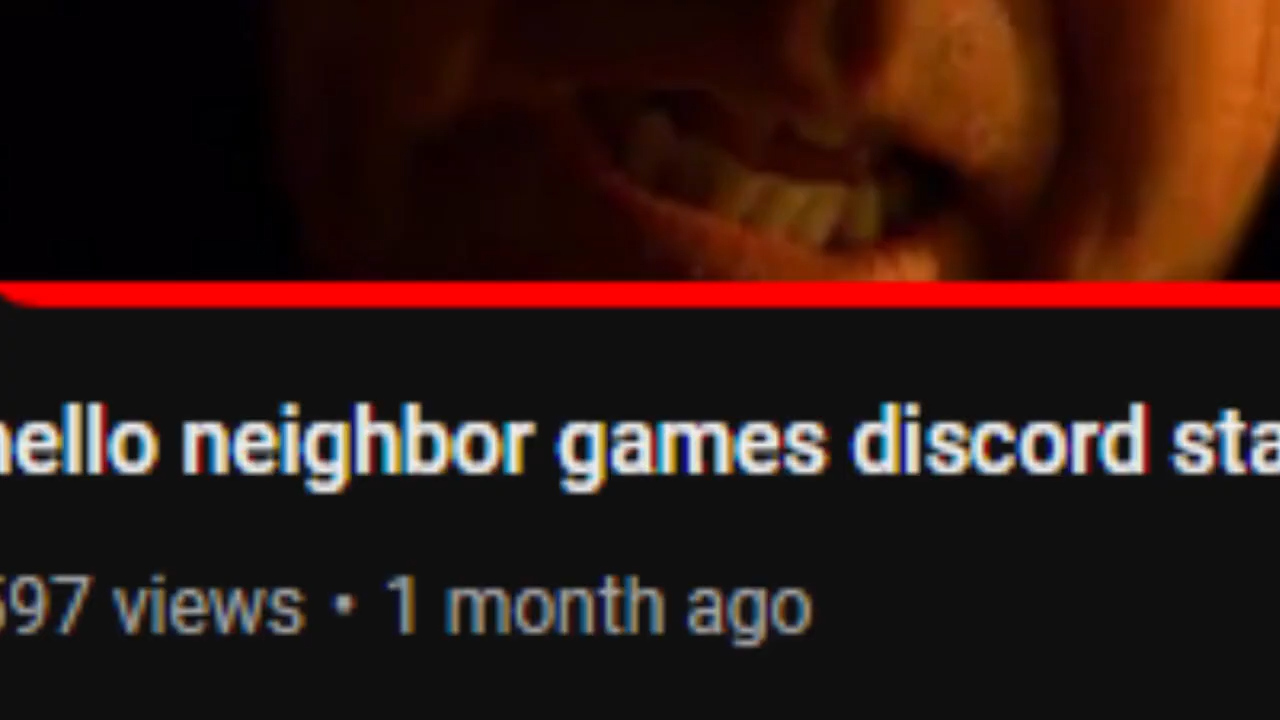 hello neighbor games discord sta
597 views • 1 month ago